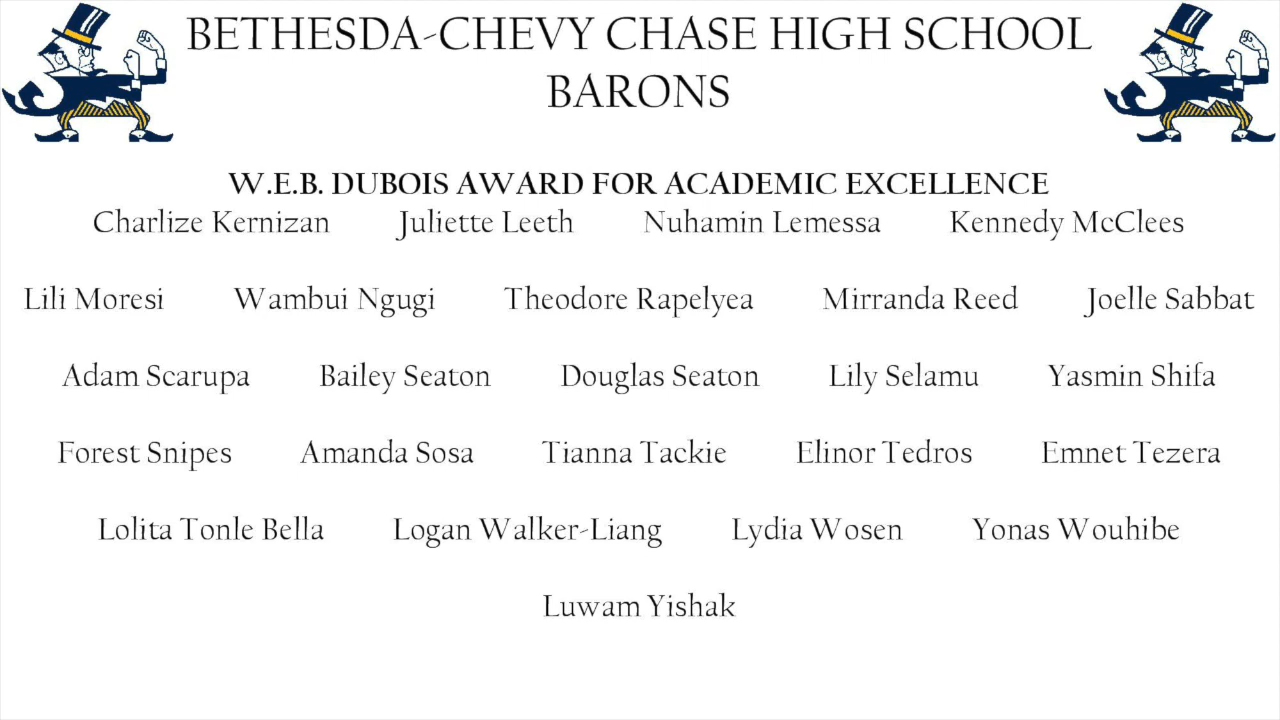 BETHESDA-CHEVY CHASE HIGH SCHOOL
BARONS
W.E.B. DUBOIS AWARD FOR ACADEMIC EXCELLENCE
Charlize Kernizan Juliette Leeth Nuhamin Lemessa Kennedy McClees
Lili Moresi Wambui Ngugi Theodore Rapelyea Mirranda Reed Joelle Sabbat
Adam Scarupa Bailey Seaton Douglas Seaton Lily Selamu Yasmin Shifa
Forest Snipes Amanda Sosa Tianna Tackie Elinor Tedros Emnet Tezera
Lolita Tonle Bella Logan Walker-Liang Lydia Wosen Yonas Wouhibe
Luwam Yishak